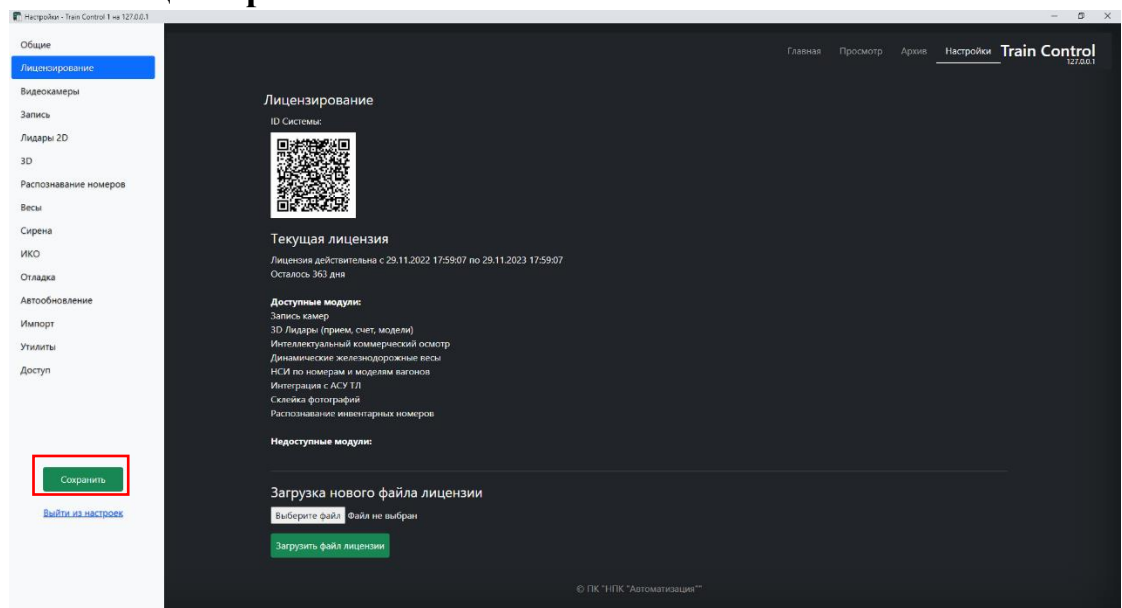 Настройки - Train Control 1 на 127.0.0.1
Общие
Лицензирование
Видеокамеры
Запись
Лидары 2D
3D
Распознавание номеров
Весы
Сирена
ИКО
Отладка
Автообновление
Импорт
Утилиты
Доступ
Сохранить
Выйти из настроек
Главная Просмотр Архив Настройки Train Control
127.0.0.1
Лицензирование
ID Системы:
Текущая лицензия
Лицензия действительна с 29.11.2022 17:59:07 по 29.11.2023 17:59:07
Осталось 363 дня
Доступные модули:
Запись камер
3D Лидары (прием, счет, модели)
Интеллектуальный коммерческий осмотр
Динамические железнодорожные весы
НСИ по номерам и моделям вагонов
Интеграция с АСУ ТЛ
Склейка фотографий
Распознавание инвентарных номеров
Недоступные модули:
Загрузка нового файла лицензии
Выберите файл Файл не выбран
Загрузить файл лицензии
© ПК "НПК "Автоматизация""